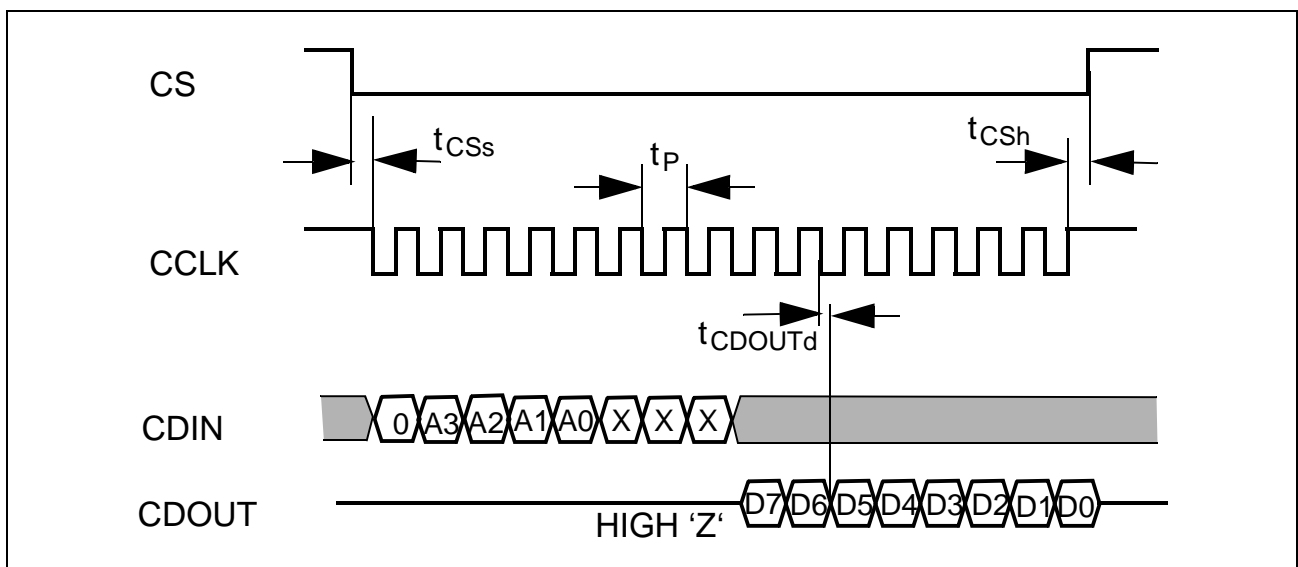 CS
tCSs
tP
tCSh
CCLK
tCDOUTd
CDIN
0 A3 A2 A1 A0 X X X
CDOUT
HIGH ‘Z‘
D7 D6 D5 D4 D3 D2 D1 D0